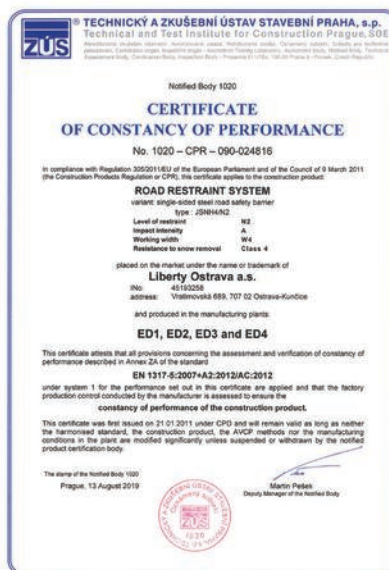 TZÚS
® TECHNICKÝ A ZKUŠEBNÍ ÚSTAV STAVEBNÍ PRAHA, s.p.
Technical and Test Institute for Construction Prague, SOE
Notified Body 1020
CERTIFICATE
OF CONSTANCY OF PERFORMANCE
No. 1020 – CPR – 090-024816
In compliance with Regulation 305/2011/EU of the European Parliament and of the Council of 9 March 2011
(the Construction Products Regulation or CPR), this certificate applies to the construction product
ROAD RESTRAINT SYSTEM
variant: single-sided steel road safety barrier
type : JSNH4/N2
Level of restraint N2
Impact intensity A
Working width W4
Resistance to snow removal Class 4
placed on the market under the name or trademark of
Liberty Ostrava a.s.
INo: 45193258
address: Vratimovská 689, 707 02 Ostrava-Kunčice
and produced in the manufacturing plants:
ED1, ED2, ED3 and ED4
This certificate attests that all provisions concerning the assessment and verification of constancy of
performance described in Annex ZA of the standard
EN 1317-5:2007+A2:2012/AC:2012
under system 1 for the performance set out in this certificate are applied and that the factory
production control conducted by the manufacturer is assessed to ensure the
constancy of performance of the construction product.
This certificate was first issued on 21.01.2011 under CPD and will remain valid as long as neither
the harmonised standard, the construction product, the AVCP methods nor the manufacturing
conditions in the plant are modified significantly unless suspended or withdrawn by the notified
product certification body.
The stamp of the Notified Body 1020
Prague, 13 August 2019
Martin Pešek
Deputy Manager of the Notified Body
1020